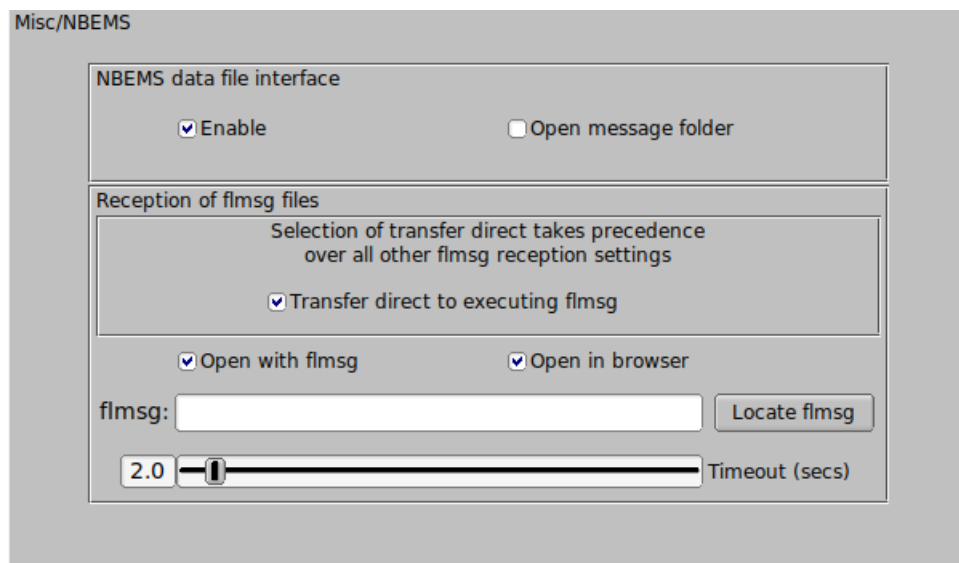 Misc/NBEMS
NBEMS data file interface
Enable
Open message folder
Reception of flmsg files
Selection of transfer direct takes precedence
over all other flmsg reception settings
Transfer direct to executing flmsg
Open with flmsg
Open in browser
flmsg:
Locate flmsg
2.0
Timeout (secs)